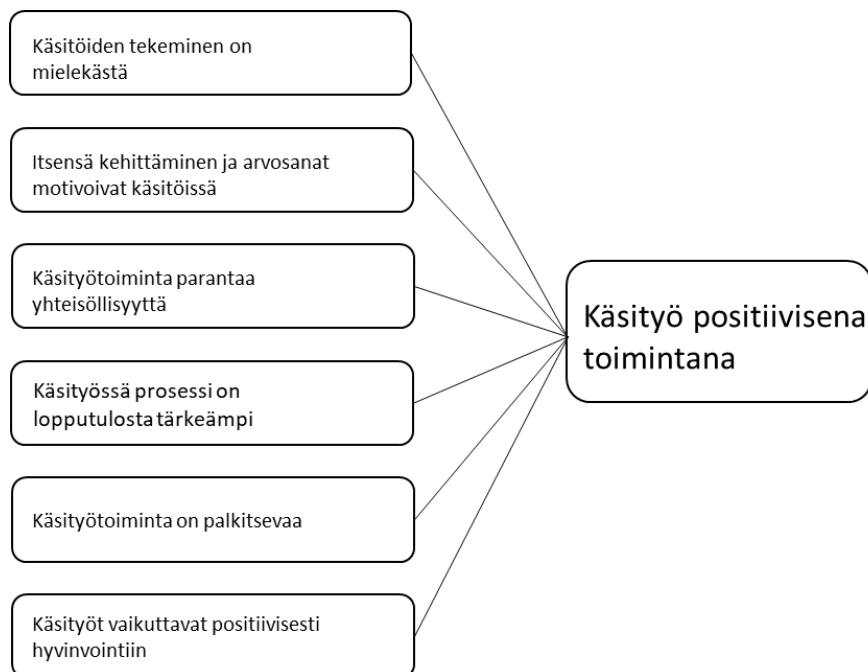 Käsitöiden tekeminen on
mielekästä
Itsensä kehittäminen ja arvosanat
motivoivat käsitöissä
Käsityötoiminta parantaa
yhteisöllisyyttä
Käsityössä prosessi on
lopputulosta tärkeämpi
Käsityötoiminta on palkitsevaa
Käsityöt vaikuttavat positiivisesti
hyvinvointiin
Käsityö positiivisena
toimintana